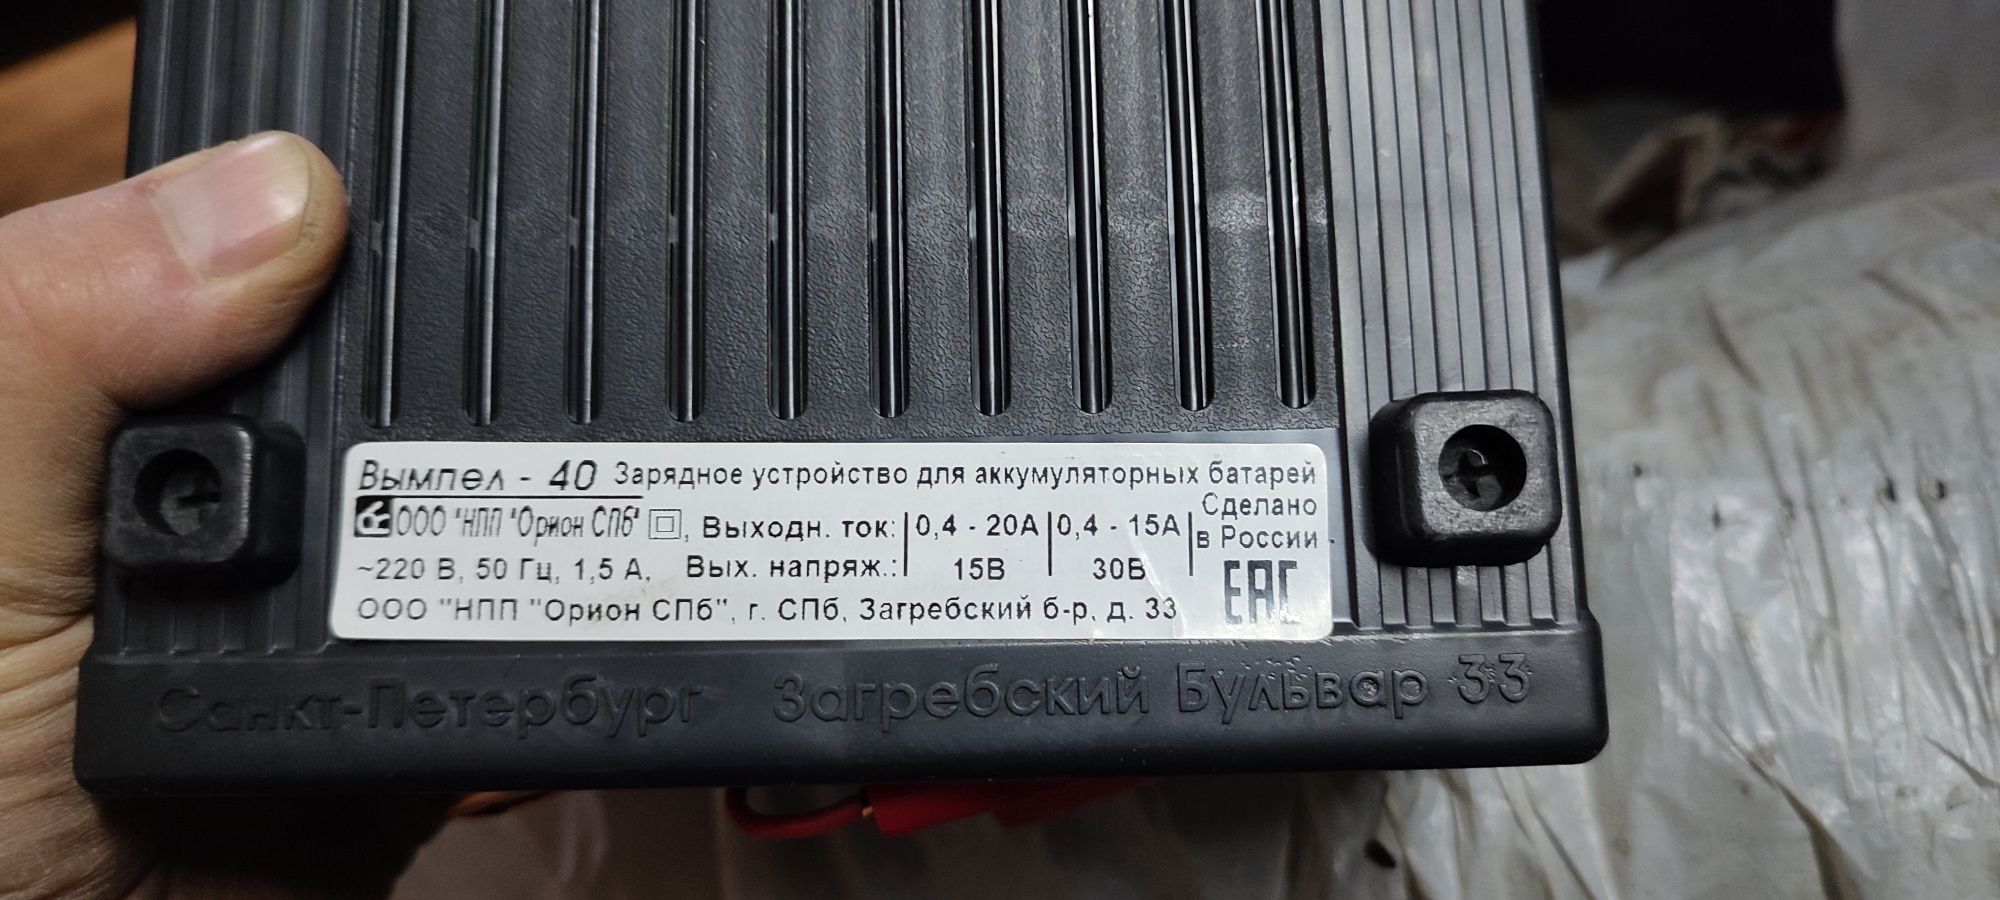 Вымпел - 40 Зарядное устройство для аккумуляторных батарей
ООО "НПП "Орион СПб" , Выходн. ток: 0,4 - 20А 0,4 - 15А Сделано в России
~220 В, 50 Гц, 1,5 А, Вых. напряж.: 15В 30В
ООО "НПП "Орион СПб", г. СПб, Загребский б-р, д. 33 ЕАС
Санкт-Петербург Загребский Бульвар 33